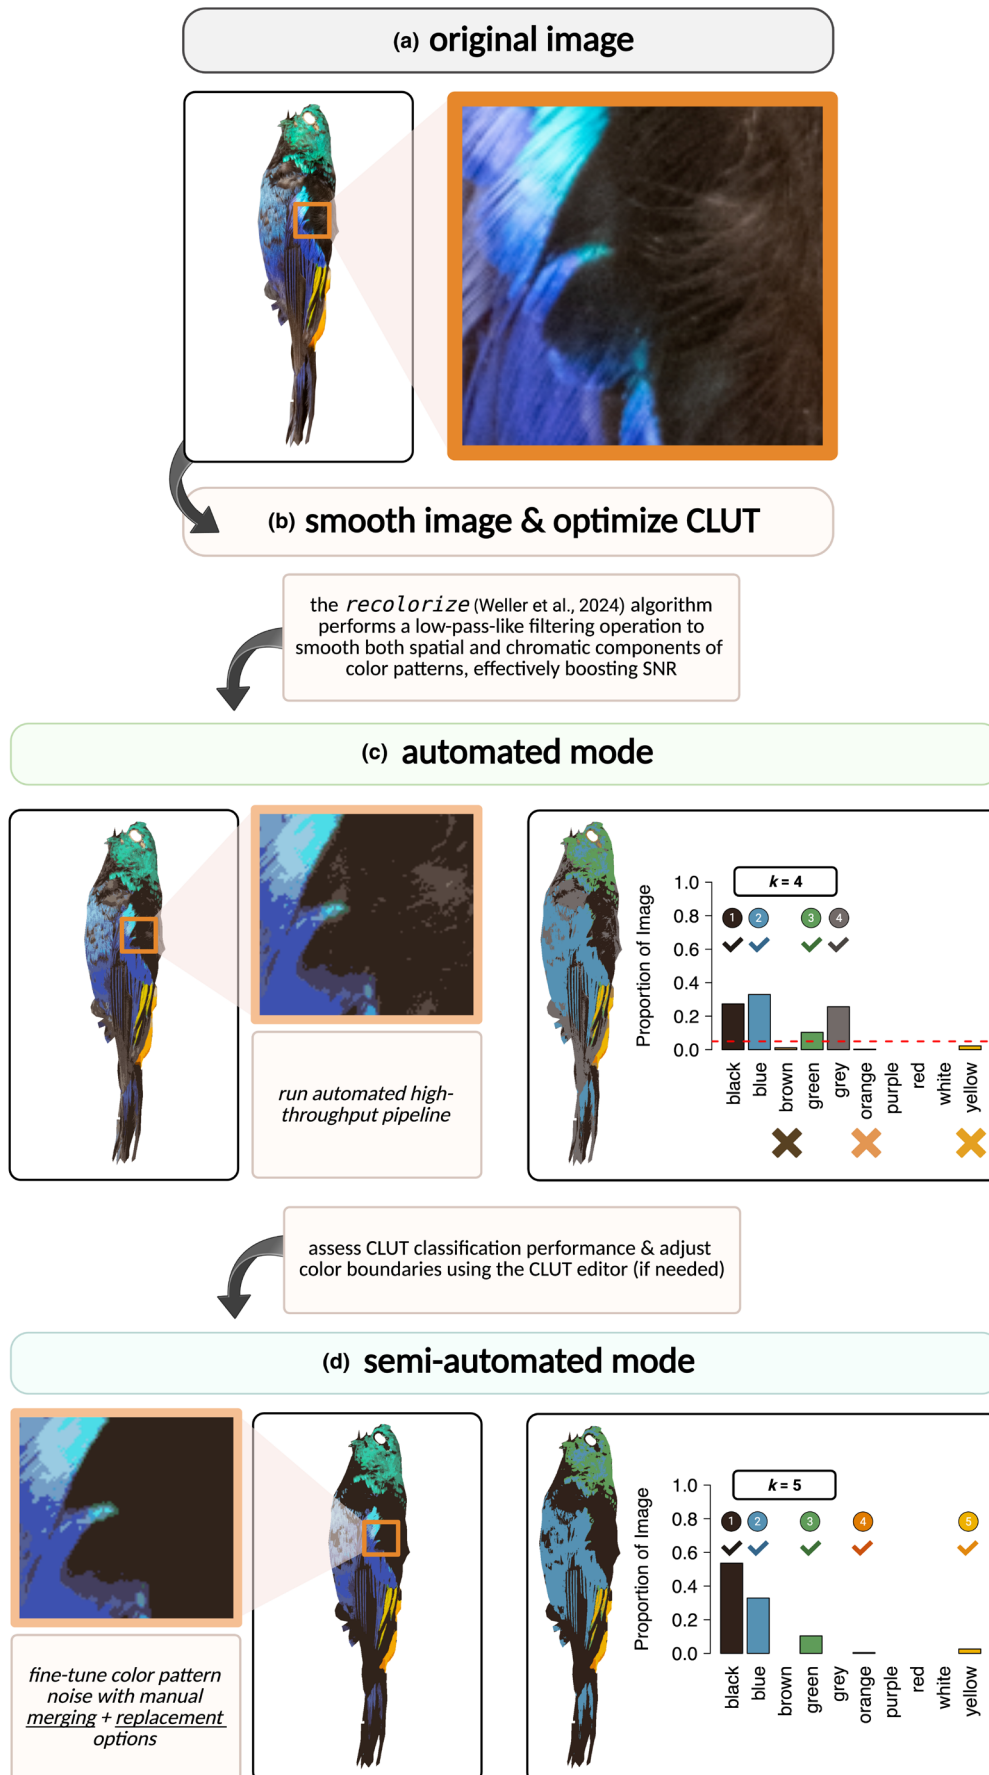 (a) original image
(b) smooth image & optimize CLUT
the recolorize (Weller et al., 2024) algorithm
performs a low-pass-like filtering operation to
smooth both spatial and chromatic components of
color patterns, effectively boosting SNR
(c) automated mode
run automated high-
throughput pipeline
Proportion of Image
1.0
0.8
0.6
0.4
0.2
0.0
k = 4
1 2 3 4
black
blue
brown
green
grey
orange
purple
red
white
yellow
assess CLUT classification performance & adjust
color boundaries using the CLUT editor (if needed)
(d) semi-automated mode
fine-tune color pattern
noise with manual
merging + replacement
options
Proportion of Image
1.0
0.8
0.6
0.4
0.2
0.0
k = 5
1 2 3 4 5
black
blue
brown
green
grey
orange
purple
red
white
yellow